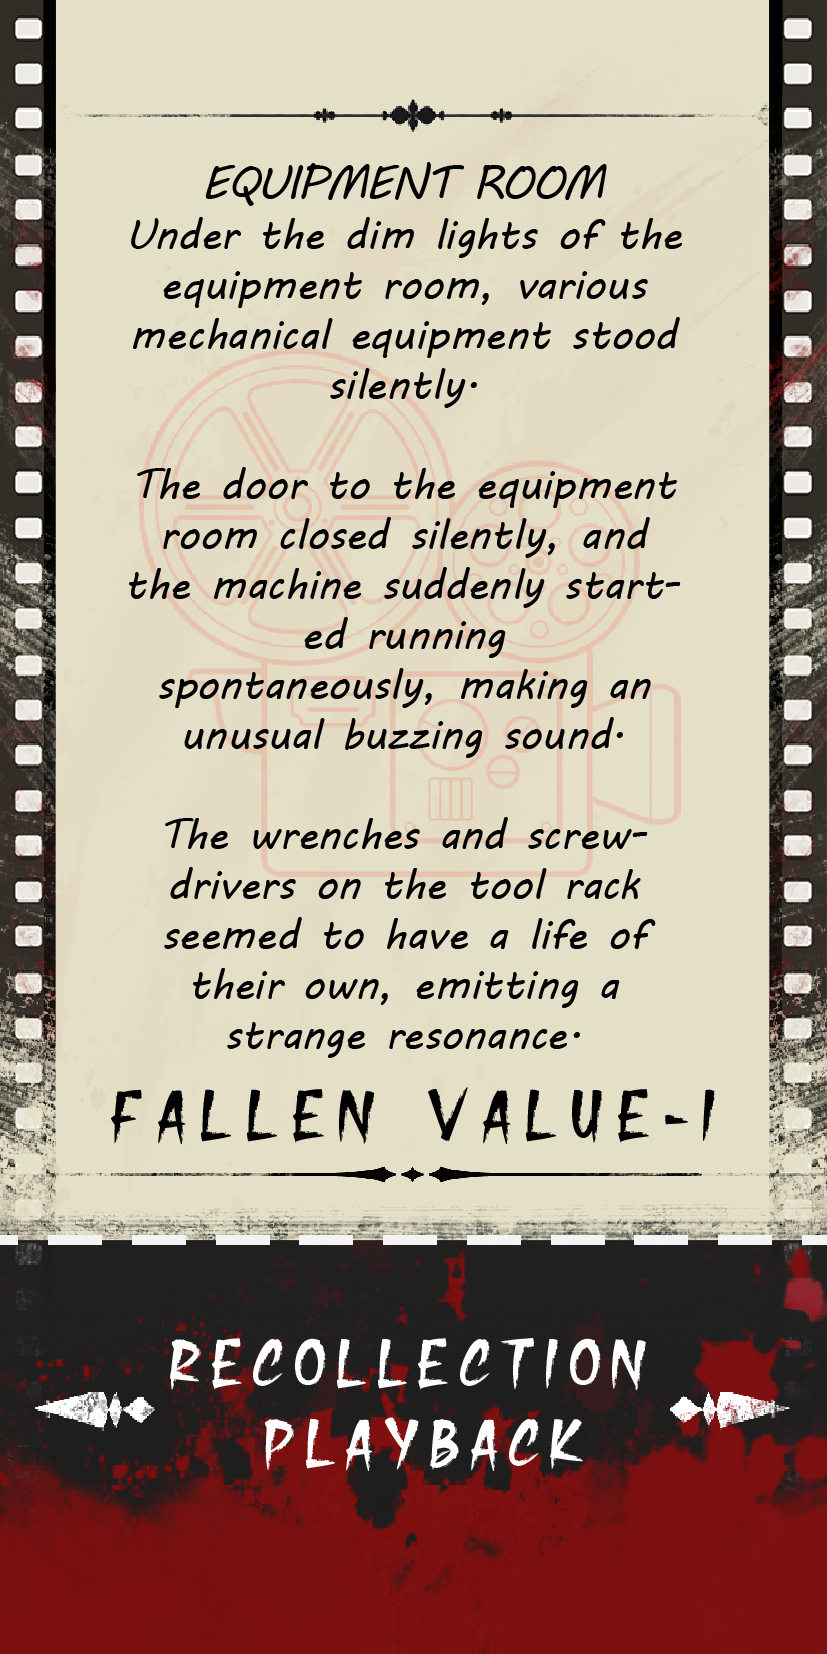 EQUIPMENT ROOM
Under the dim lights of the
equipment room, various
mechanical equipment stood
silently.
The door to the equipment
room closed silently, and
the machine suddenly start-
ed running
spontaneously, making an
unusual buzzing sound.
The wrenches and screw-
drivers on the tool rack
seemed to have a life of
their own, emitting a
strange resonance.
FALLEN VALUE-1
RECOLLECTION
PLAYBACK